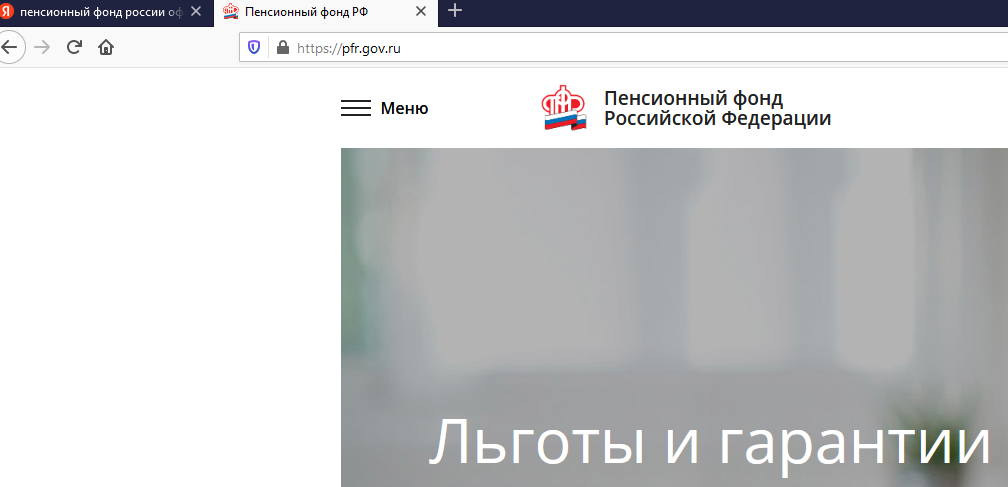 пенсионный фонд россии оф
Пенсионный фонд РФ
https://pfr.gov.ru
Меню
Пенсионный фонд
Российской Федерации
Льготы и гарантии